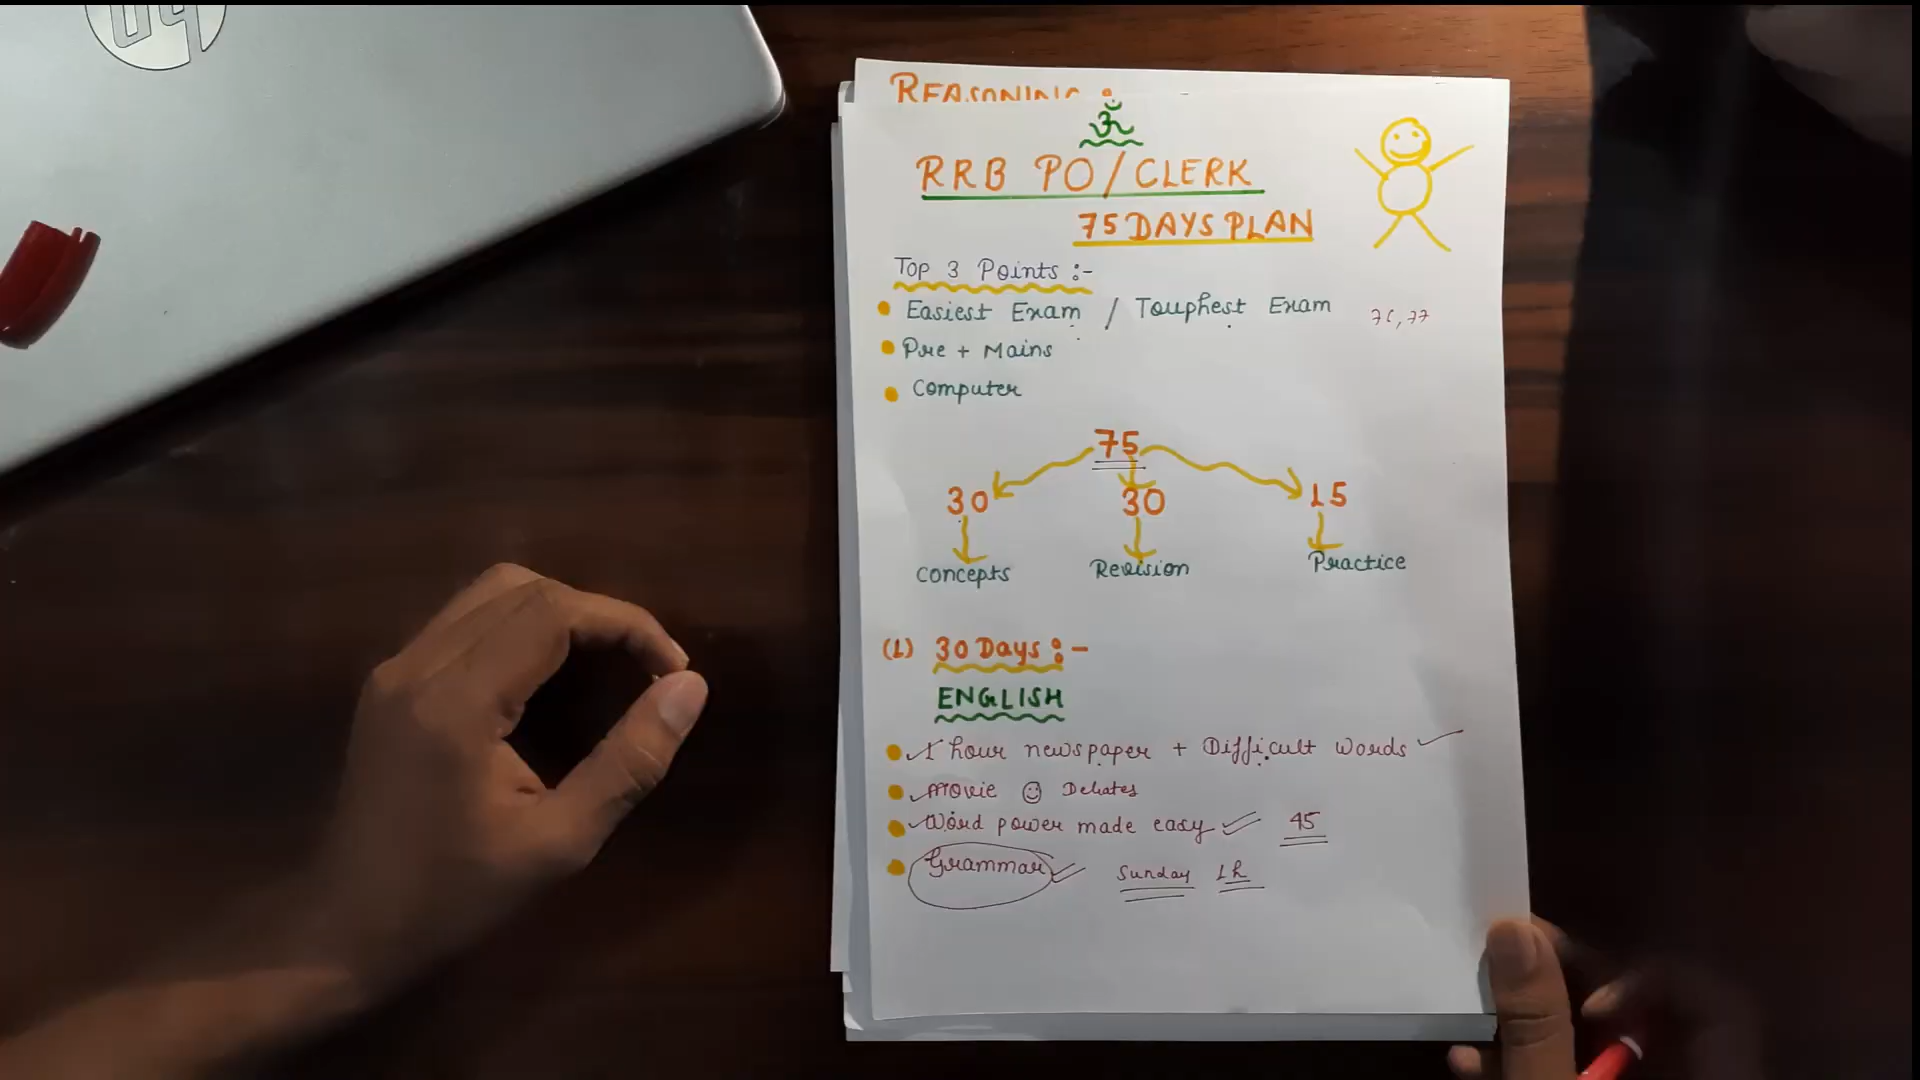 hp
REASONING :
ॐ
RRB PO/CLERK
75 DAYS PLAN
Top 3 Points :-
Easiest Exam / Touphest Exam
Pre + Mains
Computer
75
30 30 15
Concepts Revision Practice
(1) 30 Days :-
ENGLISH
1 hour newspaper + Difficult words
Movie ☺ Debates
Word power made easy 45
Grammar Sunday 1h